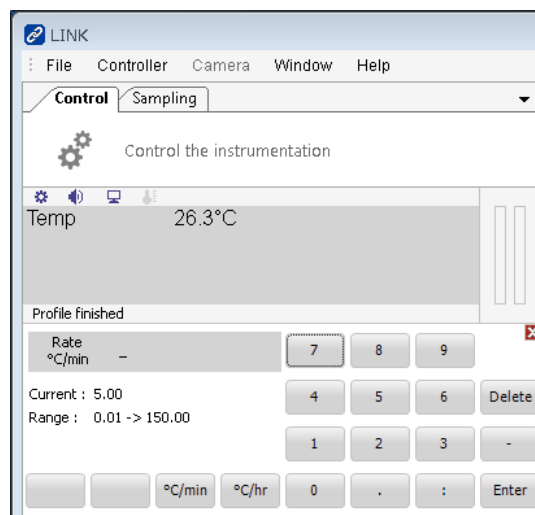 LINK
File Controller Camera Window Help
Control Sampling
Control the instrumentation
Temp 26.3°C
Profile finished
Rate
°C/min –
7 8 9
Current : 5.00
4 5 6 Delete
Range : 0.01 -> 150.00
1 2 3 -
°C/min °C/hr 0 . : Enter